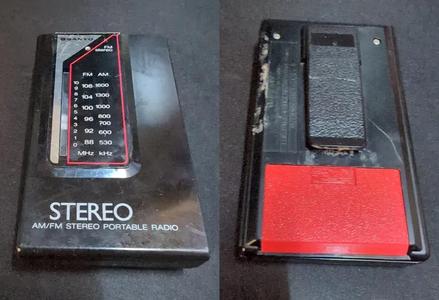 SANYO
FM
STEREO
FM AM
10 108 1600
9
8 104 1300
7
6 100 1000
5 800
4 96 700
3
2 92 600
1
0 88 530
MHz kHz
STEREO
AM/FM STEREO PORTABLE RADIO